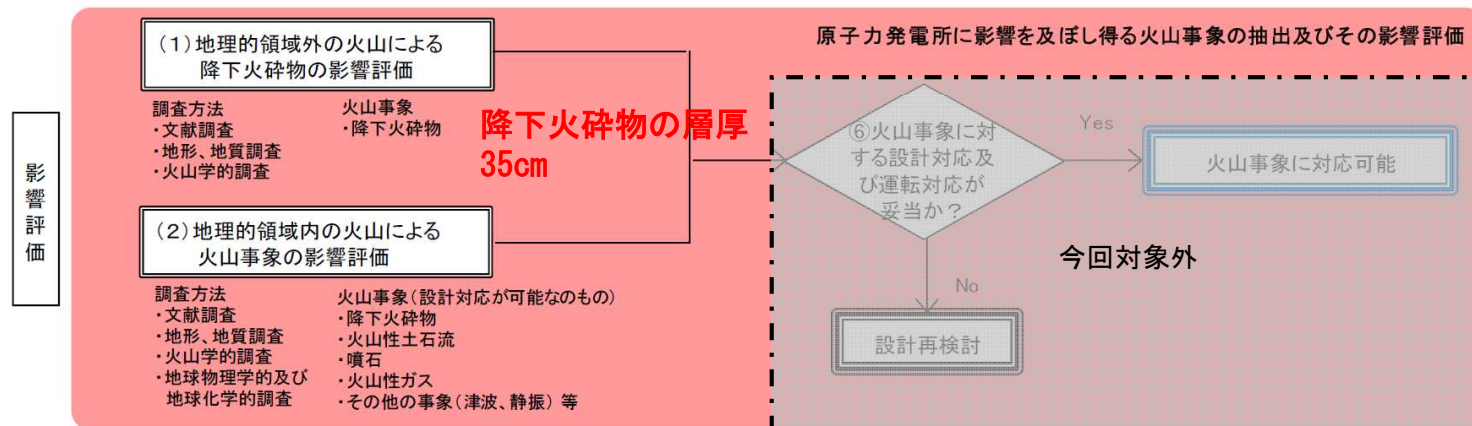 原子力発電所に影響を及ぼし得る火山事象の抽出及びその影響評価
影響評価
(1)地理的領域外の火山による
降下火砕物の影響評価
調査方法
・文献調査
・地形、地質調査
・火山学的調査
火山事象
・降下火砕物
降下火砕物の層厚
35cm
(2)地理的領域内の火山による
火山事象の影響評価
調査方法
・文献調査
・地形、地質調査
・火山学的調査
・地球物理学的及び
地球化学的調査
火山事象(設計対応が可能なのもの)
・降下火砕物
・火山性土石流
・噴石
・火山性ガス
・その他の事象(津波、静振) 等
⑥火山事象に対
する設計対応及
び運転対応が
妥当か?
Yes
火山事象に対応可能
今回対象外
No
設計再検討